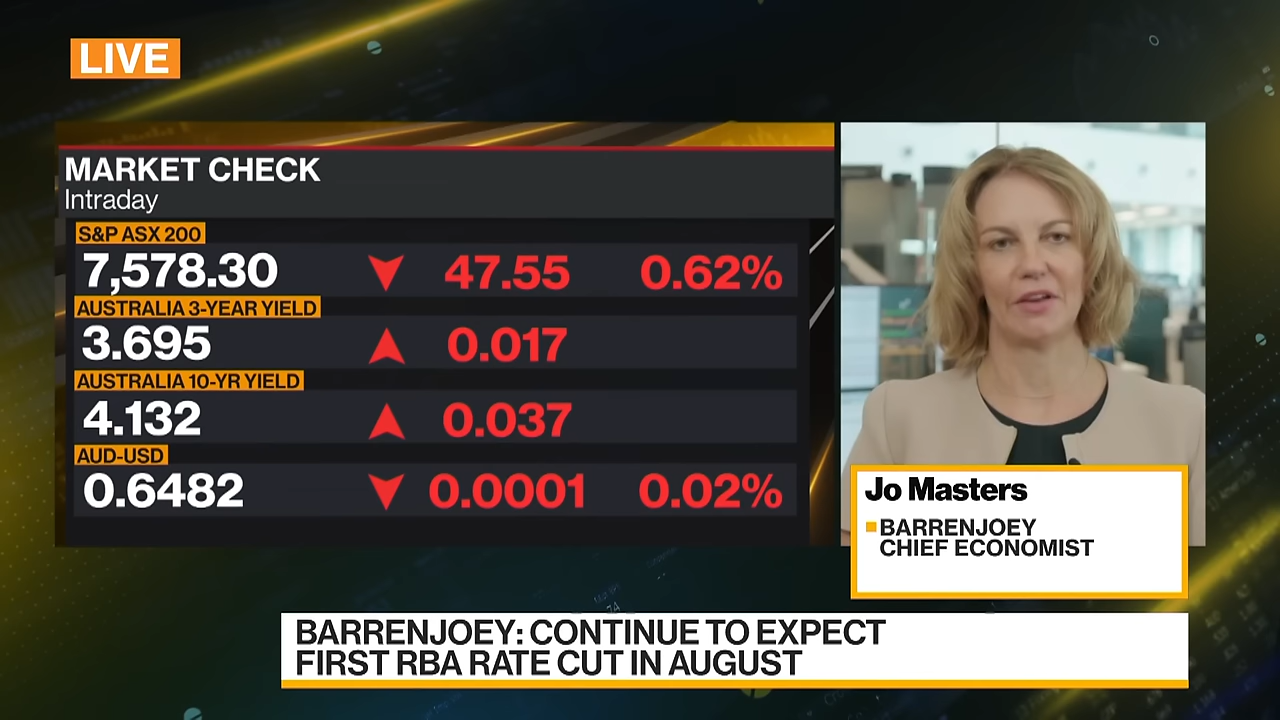 LIVE
MARKET CHECK
Intraday
S&P ASX 200
7,578.30 ▼ 47.55 0.62%
AUSTRALIA 3-YEAR YIELD
3.695 ▲ 0.017
AUSTRALIA 10-YR YIELD
4.132 ▲ 0.037
AUD-USD
0.6482 ▼ 0.0001 0.02%
Jo Masters
BARRENJOEY
CHIEF ECONOMIST
BARRENJOEY: CONTINUE TO EXPECT
FIRST RBA RATE CUT IN AUGUST